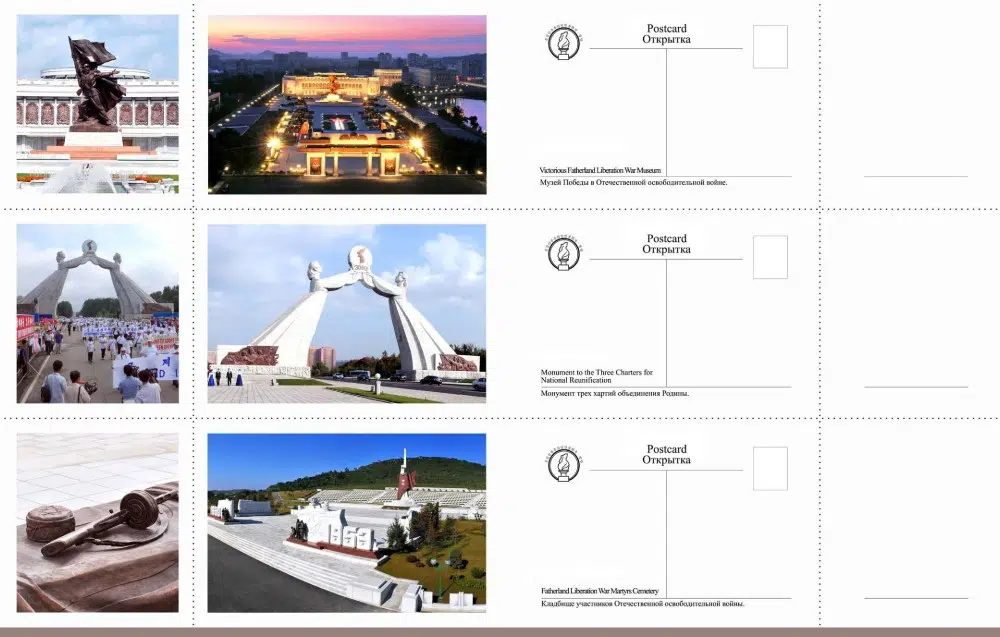 Postcard
Открытка
Victorious Fatherland Liberation War Museum
Музей Победы в Отечественной освободительной войне.
Postcard
Открытка
Monument to the Three Charters for
National Reunification
Монумент трех хартий объединения Родины.
1953
Postcard
Открытка
Fatherland Liberation War Martyrs Cemetery
Кладбище участников Отечественной освободительной войны.